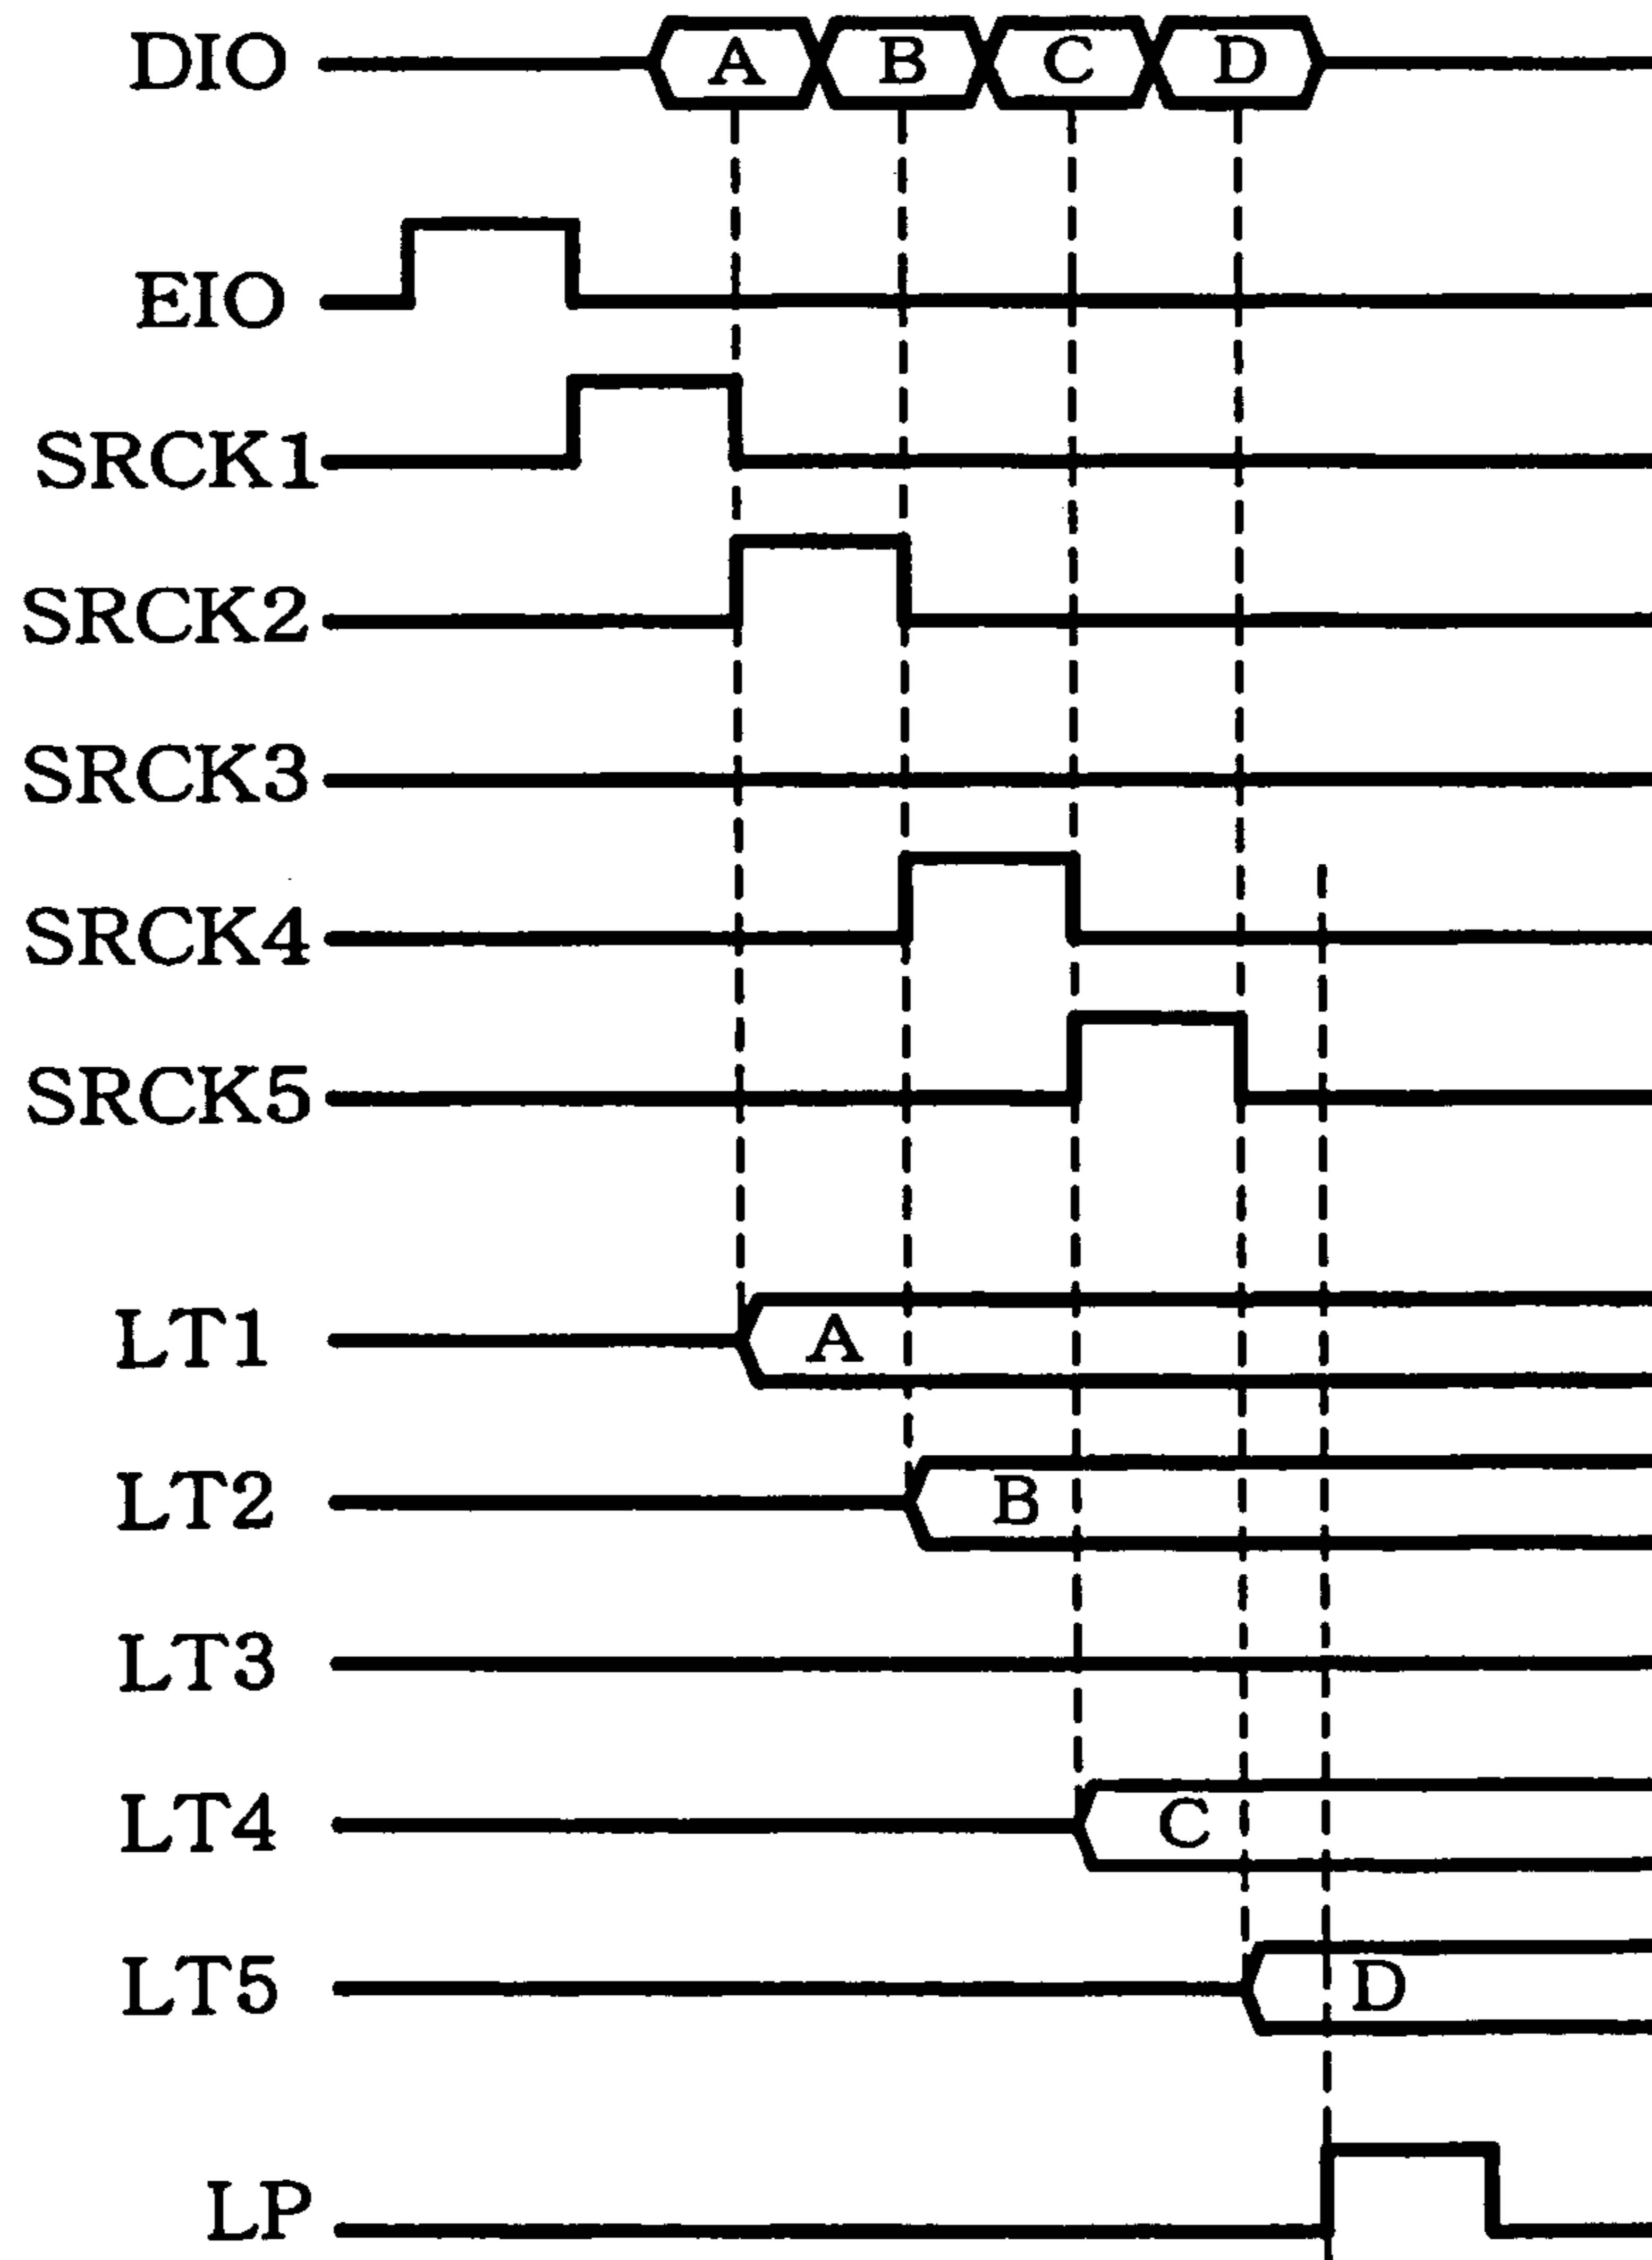 DIO A B C D
EIO
SRCK1
SRCK2
SRCK3
SRCK4
SRCK5
LT1 A
LT2 B
LT3
LT4 C
LT5 D
LP